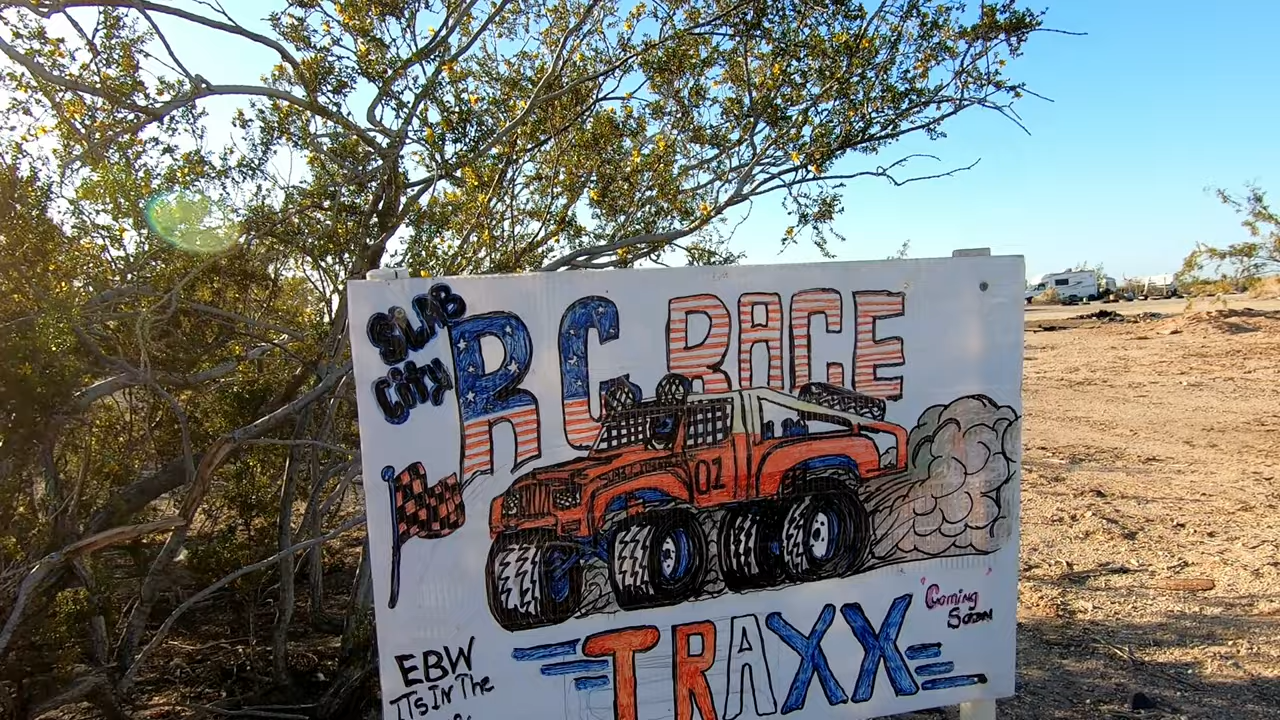 SLAB
City
RC RACE
01
TRAXX
"Coming
Soon"
EBW
ITs In The